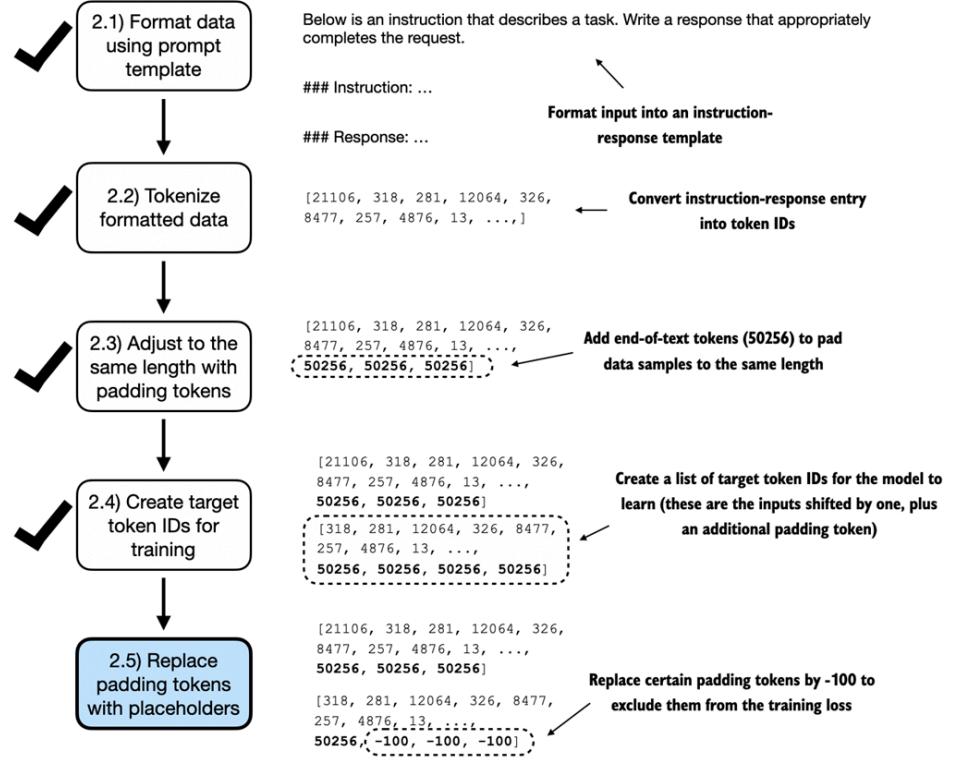 2.1) Format data
using prompt
template
Below is an instruction that describes a task. Write a response that appropriately
completes the request.
### Instruction: …
### Response: …
Format input into an instruction-
response template
2.2) Tokenize
formatted data
[21106, 318, 281, 12064, 326,
8477, 257, 4876, 13, ...,]
Convert instruction-response entry
into token IDs
2.3) Adjust to the
same length with
padding tokens
[21106, 318, 281, 12064, 326,
8477, 257, 4876, 13, ...,
50256, 50256, 50256]
Add end-of-text tokens (50256) to pad
data samples to the same length
2.4) Create target
token IDs for
training
[21106, 318, 281, 12064, 326,
8477, 257, 4876, 13, ...,
50256, 50256, 50256]
[318, 281, 12064, 326, 8477,
257, 4876, 13, ...,
50256, 50256, 50256, 50256]
Create a list of target token IDs for the model to
learn (these are the inputs shifted by one, plus
an additional padding token)
2.5) Replace
padding tokens
with placeholders
[21106, 318, 281, 12064, 326,
8477, 257, 4876, 13, ...,
50256, 50256, 50256]
[318, 281, 12064, 326, 8477,
257, 4876, 13, ...,
50256, -100, -100, -100]
Replace certain padding tokens by -100 to
exclude them from the training loss